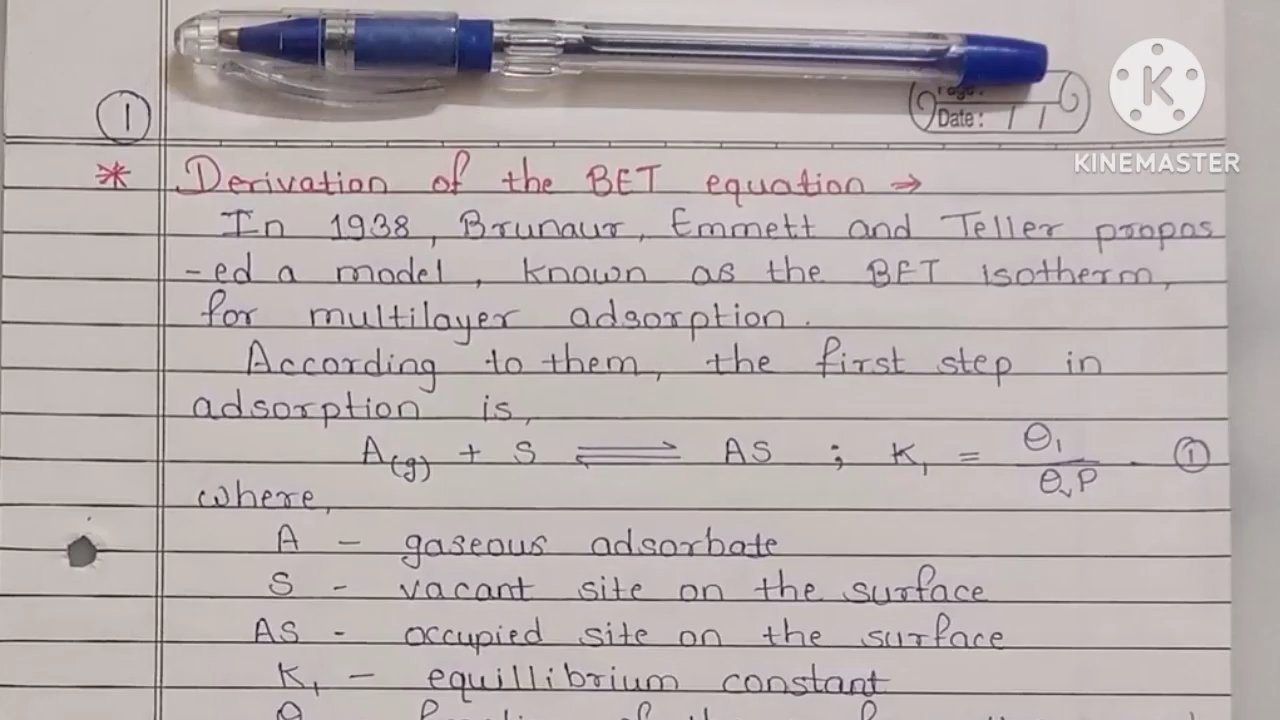 Page:
Date: / /
K
KINEMASTER
1
* Derivation of the BET equation →
In 1938, Brunaur, Emmett and Teller propos
-ed a model, known as the BET isotherm,
for multilayer adsorption.
According to them, the first step in
adsorption is,
A(g) + S ⇌ AS ; K₁ = θ₁ / θᵥP - ①
where,
A - gaseous adsorbate
S - vacant site on the surface
AS - occupied site on the surface
K₁ - equillibrium constant